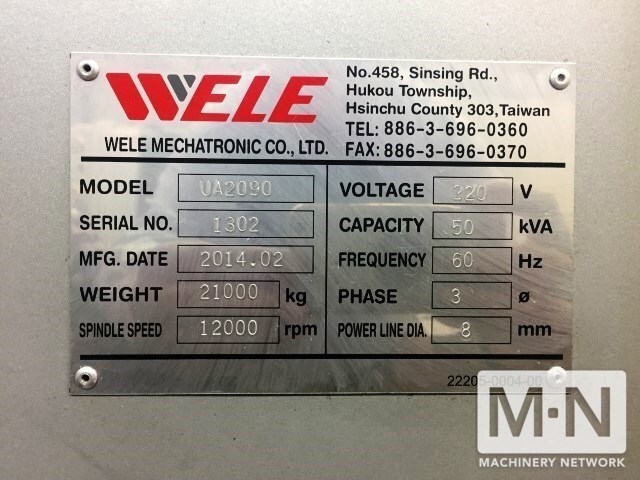 WELE
WELE MECHATRONIC CO., LTD.
No.458, Sinsing Rd.,
Hukou Township,
Hsinchu County 303,Taiwan
TEL: 886-3-696-0360
FAX: 886-3-696-0370
MODEL UA2090
SERIAL NO. 1302
MFG. DATE 2014.02
WEIGHT 21000 kg
SPINDLE SPEED 12000 rpm
VOLTAGE 220 V
CAPACITY 50 kVA
FREQUENCY 60 Hz
PHASE 3 ø
POWER LINE DIA. 8 mm
22205-0004-00
M·N
MACHINERY NETWORK